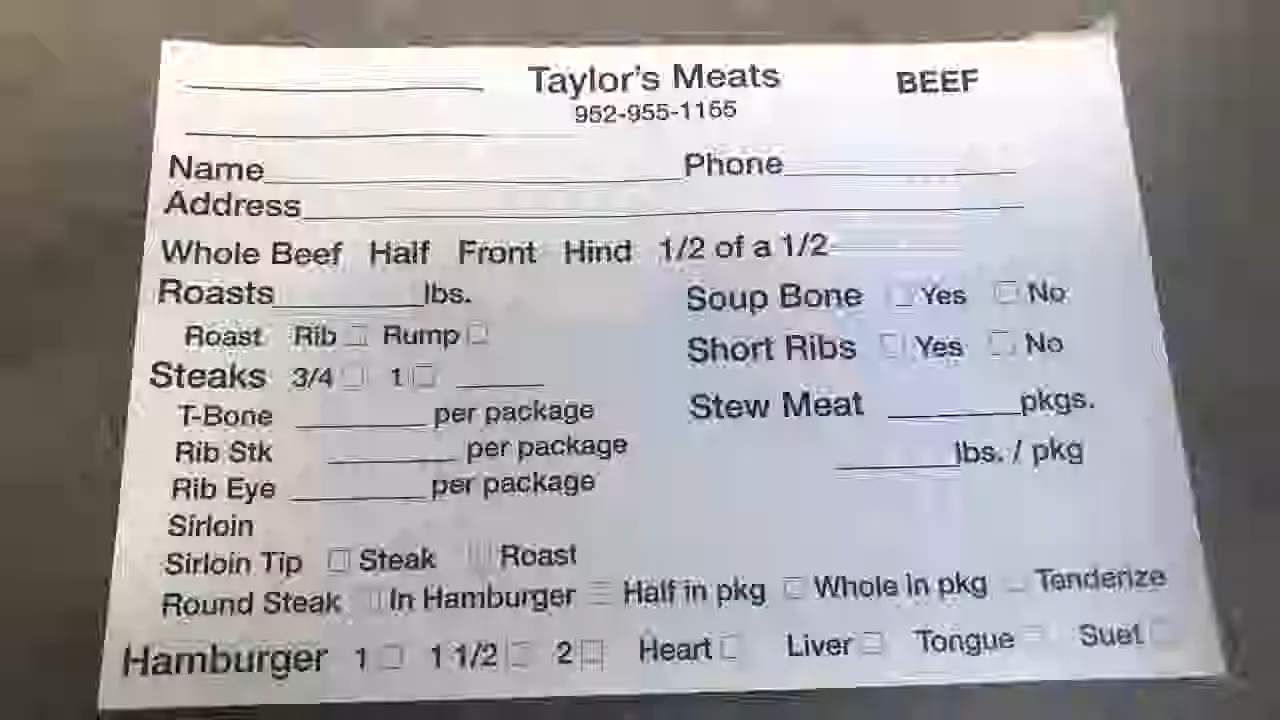 Taylor's Meats BEEF
952-955-1155
Name Phone
Address
Whole Beef Half Front Hind 1/2 of a 1/2
Roasts lbs. Soup Bone Yes No
Roast Rib Rump
Short Ribs Yes No
Steaks 3/4 1
T-Bone per package Stew Meat pkgs.
Rib Stk per package lbs. / pkg
Rib Eye per package
Sirloin
Sirloin Tip Steak Roast
Round Steak In Hamburger Half in pkg Whole in pkg Tenderize
Hamburger 1 1 1/2 2 Heart Liver Tongue Suet